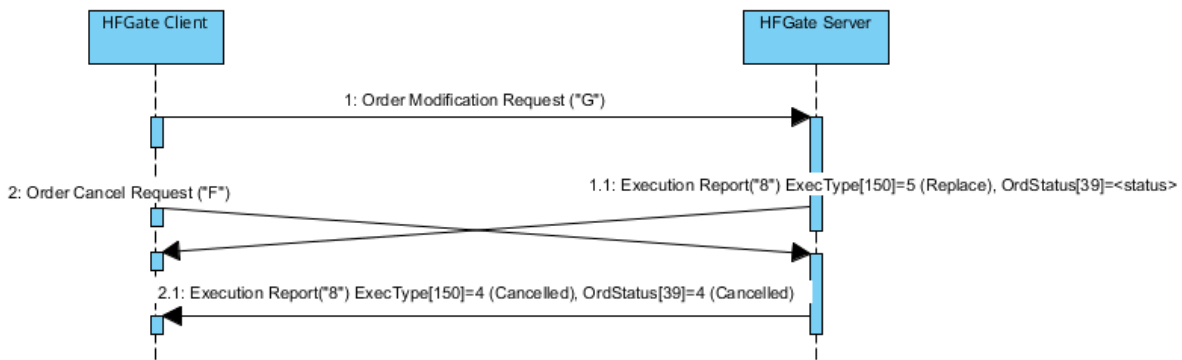 HFGate Client
HFGate Server
1: Order Modification Request ("G")
2: Order Cancel Request ("F")
1.1: Execution Report("8") ExecType[150]=5 (Replace), OrdStatus[39]=<status>
2.1: Execution Report("8") ExecType[150]=4 (Cancelled), OrdStatus[39]=4 (Cancelled)